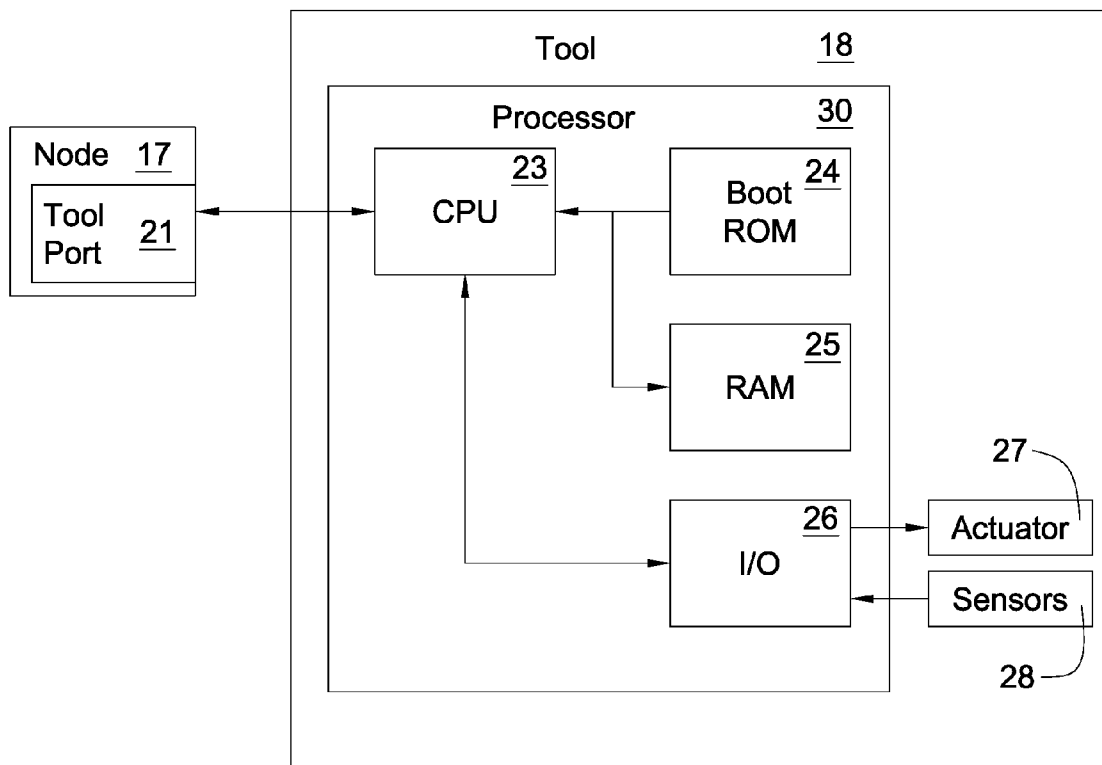 Tool 18
Processor 30
Node 17
Tool
Port 21
23
CPU
24
Boot
ROM
25
RAM
26
I/O
27
Actuator
Sensors
28